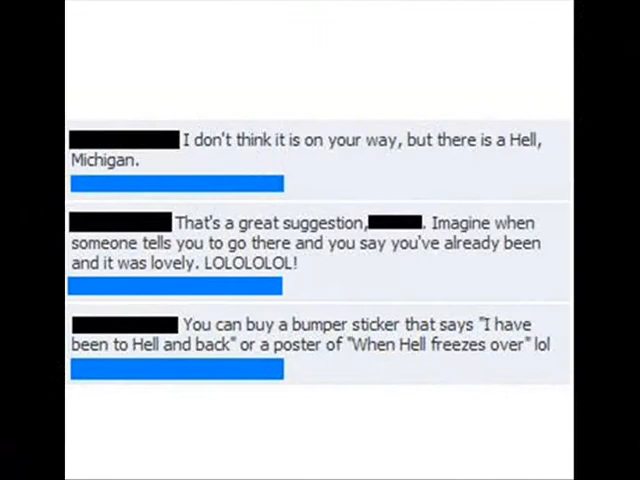 I don't think it is on your way, but there is a Hell,
Michigan.
That's a great suggestion, . Imagine when
someone tells you to go there and you say you've already been
and it was lovely. LOLOLOLOL!
You can buy a bumper sticker that says "I have
been to Hell and back" or a poster of "When Hell freezes over" lol